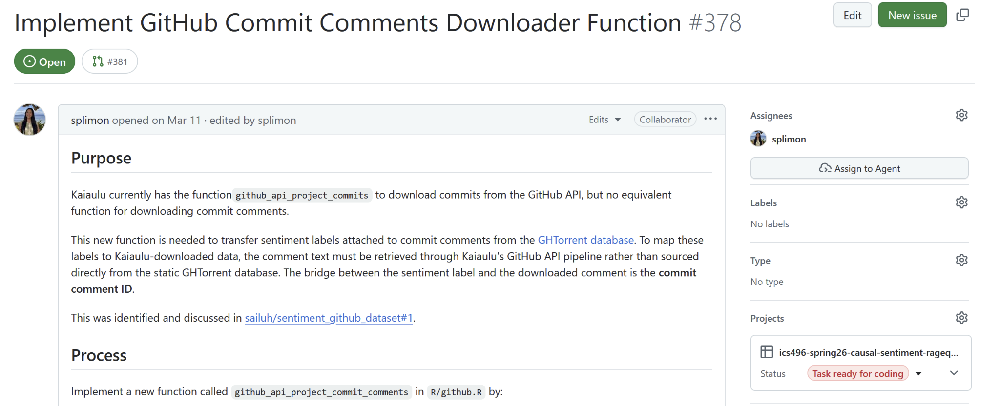 Implement GitHub Commit Comments Downloader Function #378
Edit
New issue
Open
#381
splimon opened on Mar 11 · edited by splimon
Edits
Collaborator
Purpose
Kaiaulu currently has the function github_api_project_commits to download commits from the GitHub API, but no equivalent
function for downloading commit comments.
This new function is needed to transfer sentiment labels attached to commit comments from the GHTorrent database. To map these
labels to Kaiaulu-downloaded data, the comment text must be retrieved through Kaiaulu's GitHub API pipeline rather than sourced
directly from the static GHTorrent database. The bridge between the sentiment label and the downloaded comment is the commit
comment ID.
This was identified and discussed in sailuh/sentiment_github_dataset#1.
Process
Implement a new function called github_api_project_commit_comments in R/github.R by:
Assignees
splimon
Assign to Agent
Labels
No labels
Type
No type
Projects
ics496-spring26-causal-sentiment-rageq...
Status
Task ready for coding